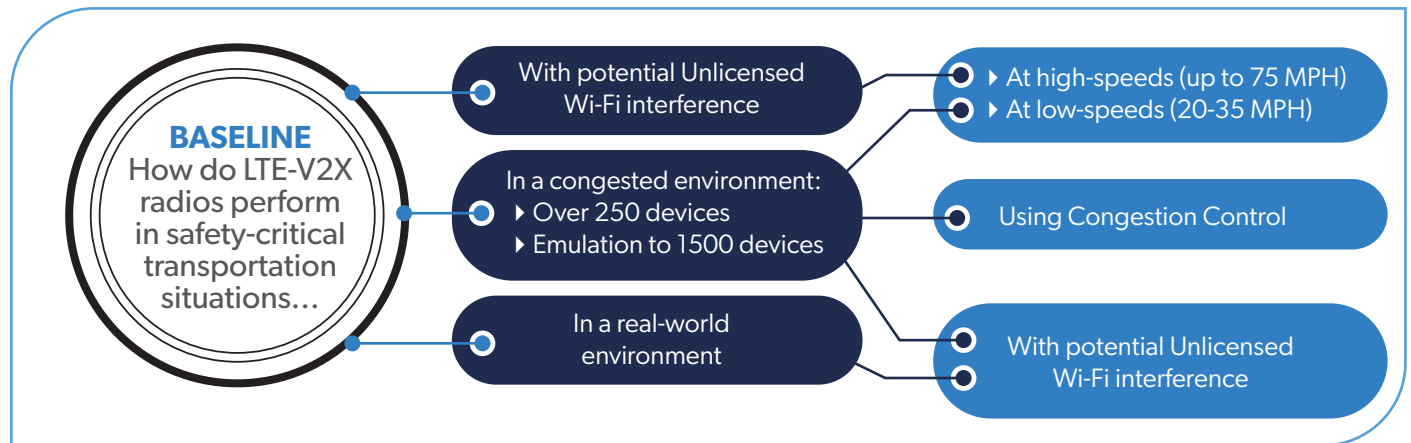 BASELINE
How do LTE-V2X
radios perform
in safety-critical
transportation
situations…
With potential Unlicensed
Wi-Fi interference
In a congested environment:
Over 250 devices
Emulation to 1500 devices
In a real-world
environment
At high-speeds (up to 75 MPH)
At low-speeds (20-35 MPH)
Using Congestion Control
With potential Unlicensed
Wi-Fi interference